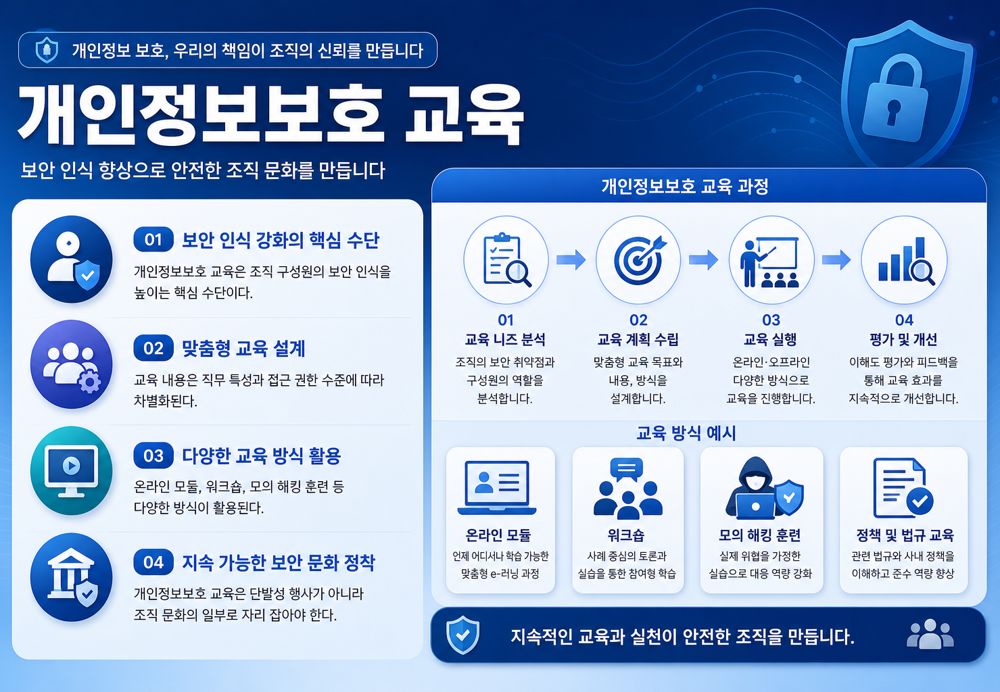 개인정보 보호, 우리의 책임이 조직의 신뢰를 만듭니다
개인정보보호 교육
보안 인식 향상으로 안전한 조직 문화를 만듭니다
01 보안 인식 강화의 핵심 수단
개인정보보호 교육은 조직 구성원의 보안 인식을
높이는 핵심 수단이다.
02 맞춤형 교육 설계
교육 내용은 직무 특성과 접근 권한 수준에 따라
차별화된다.
03 다양한 교육 방식 활용
온라인 모듈, 워크숍, 모의 해킹 훈련 등
다양한 방식이 활용된다.
04 지속 가능한 보안 문화 정착
개인정보보호 교육은 단발성 행사가 아니라
조직 문화의 일부로 자리 잡아야 한다.
개인정보보호 교육 과정
01
교육 니즈 분석
조직의 보안 취약점과
구성원의 역할을
분석합니다.
02
교육 계획 수립
맞춤형 교육 목표와
내용, 방식을
설계합니다.
03
교육 실행
온라인·오프라인
다양한 방식으로
교육을 진행합니다.
04
평가 및 개선
이해도 평가와 피드백을
통해 교육 효과를
지속적으로 개선합니다.
교육 방식 예시
온라인 모듈
언제 어디서나 학습 가능한
맞춤형 e-러닝 과정
워크숍
사례 중심의 토론과
실습을 통한 참여형 학습
모의 해킹 훈련
실제 위협을 가정한
실습으로 대응 역량 강화
정책 및 법규 교육
관련 법규와 사내 정책을
이해하고 준수 역량 향상
지속적인 교육과 실천이 안전한 조직을 만듭니다.